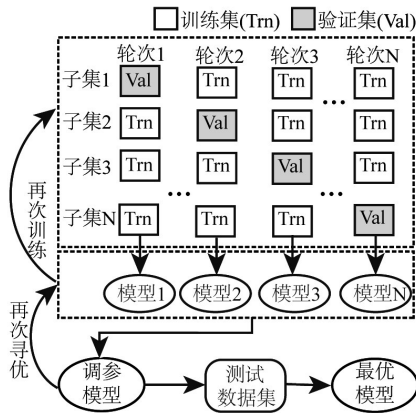 训练集(Trn) 验证集(Val)
轮次1 轮次2 轮次3 轮次N
子集1 Val Trn Trn Trn
...
子集2 Trn Val Trn Trn
子集3 Trn Trn Val Trn
... ...
子集N Trn Trn Trn Val
再次训练
模型1 模型2 模型3 模型N
再次寻优
调参模型
测试数据集
最优模型